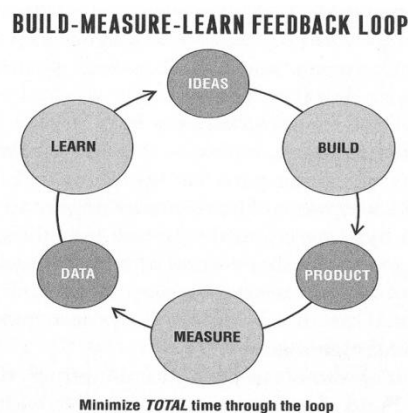 BUILD-MEASURE-LEARN FEEDBACK LOOP
IDEAS
BUILD
PRODUCT
MEASURE
DATA
LEARN
Minimize TOTAL time through the loop